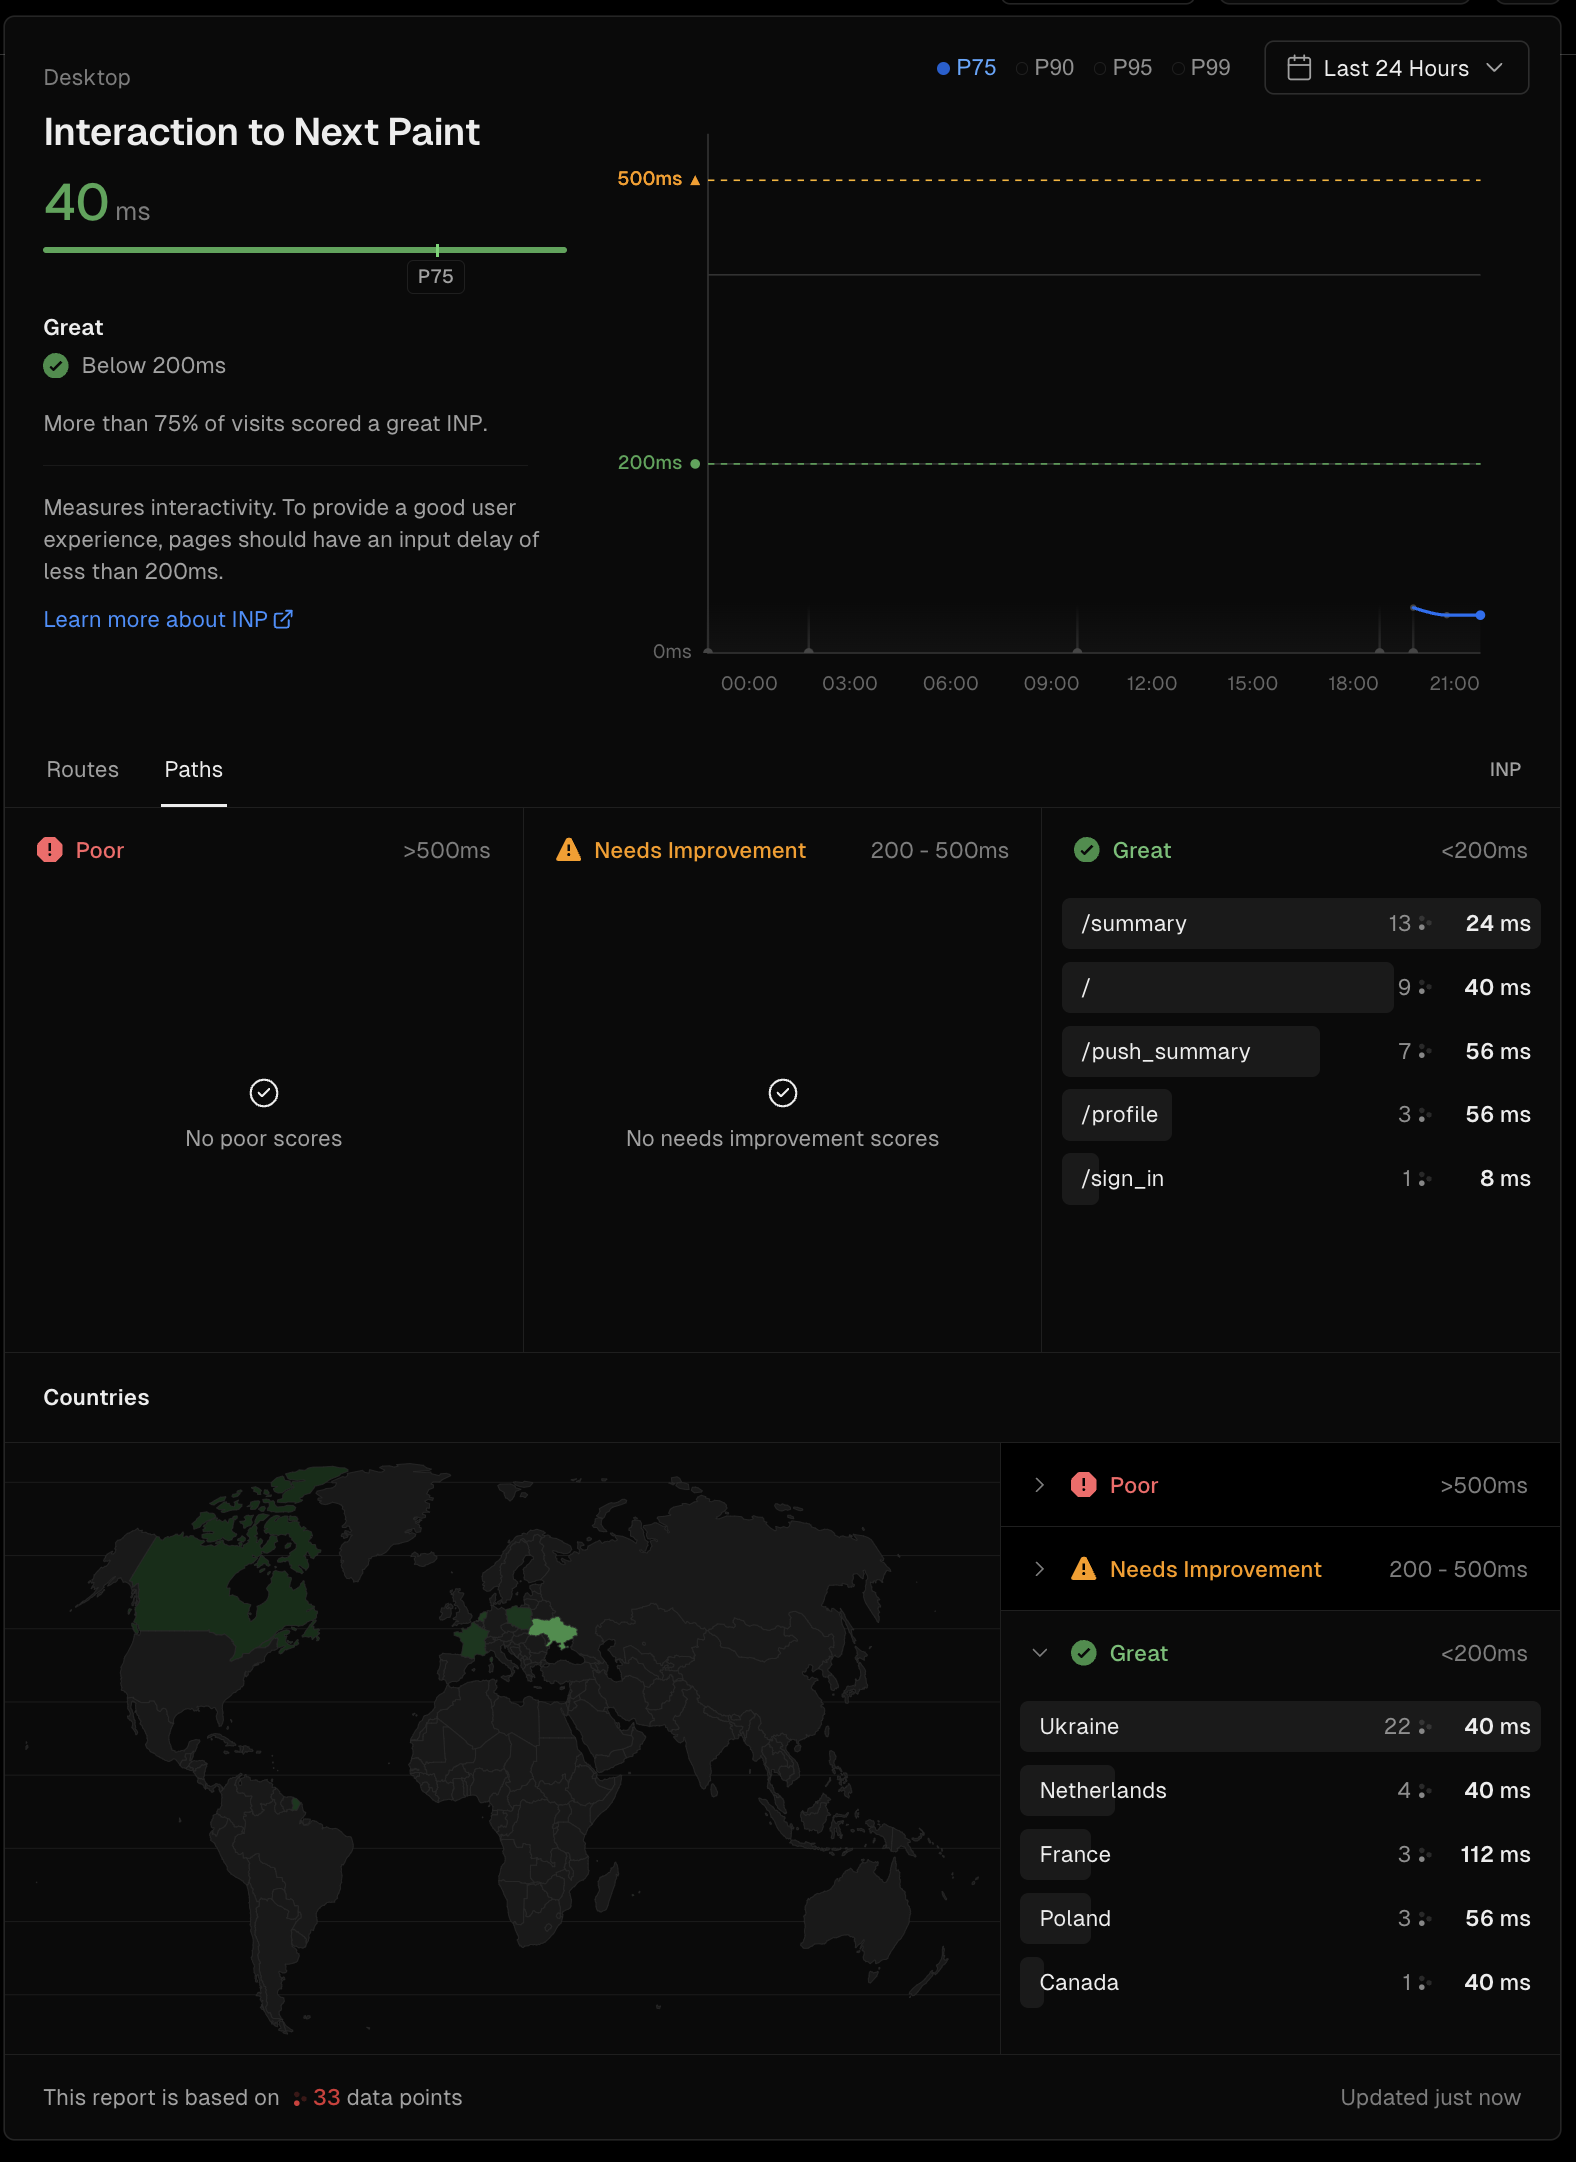 Desktop
Interaction to Next Paint
40 ms
P75
Great
Below 200ms
More than 75% of visits scored a great INP.
Measures interactivity. To provide a good user
experience, pages should have an input delay of
less than 200ms.
Learn more about INP
P75 P90 P95 P99
Last 24 Hours
500ms
200ms
0ms
00:00 03:00 06:00 09:00 12:00 15:00 18:00 21:00
Routes Paths INP
Poor >500ms
No poor scores
Needs Improvement 200 - 500ms
No needs improvement scores
Great <200ms
/summary 13 24 ms
/ 9 40 ms
/push_summary 7 56 ms
/profile 3 56 ms
/sign_in 1 8 ms
Countries
Poor >500ms
Needs Improvement 200 - 500ms
Great <200ms
Ukraine 22 40 ms
Netherlands 4 40 ms
France 3 112 ms
Poland 3 56 ms
Canada 1 40 ms
This report is based on 33 data points
Updated just now